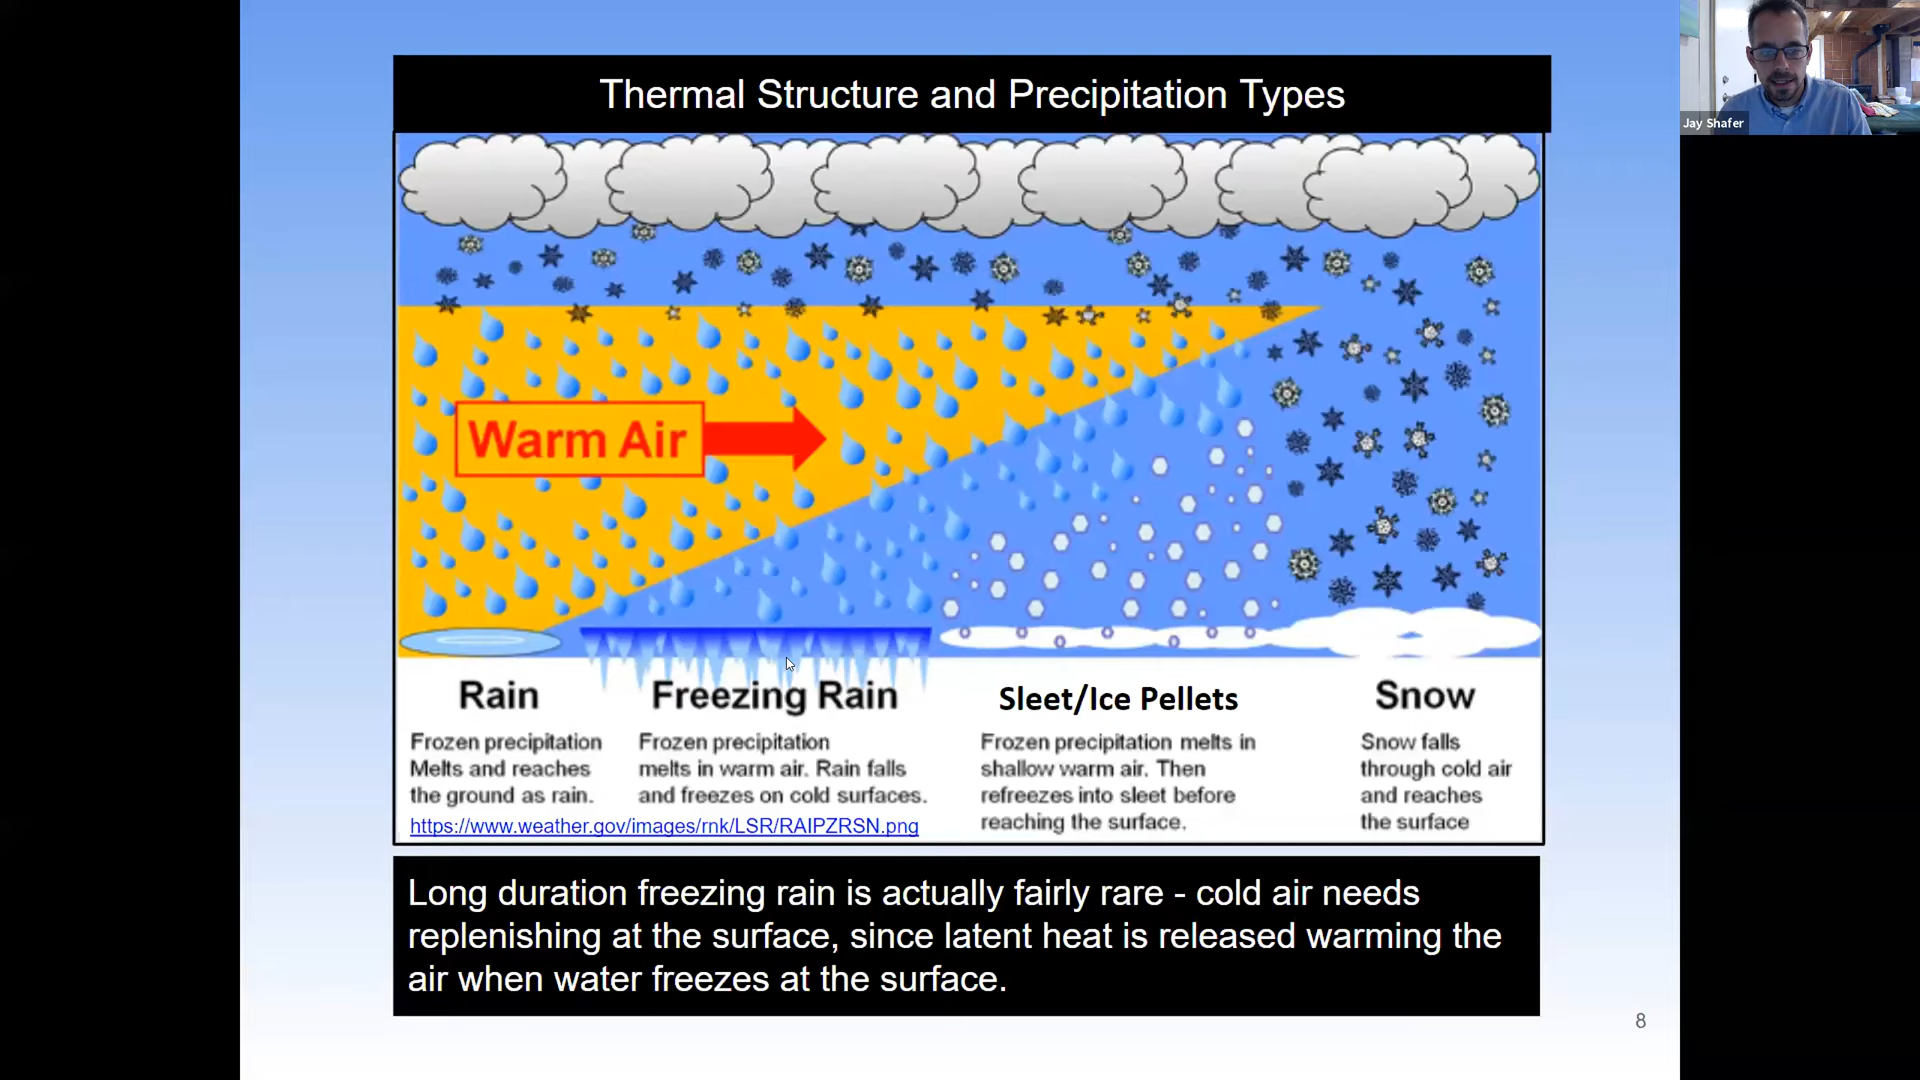 Thermal Structure and Precipitation Types
Jay Shafer
Warm Air
Rain
Frozen precipitation
Melts and reaches
the ground as rain.
Freezing Rain
Frozen precipitation
melts in warm air. Rain falls
and freezes on cold surfaces.
https://www.weather.gov/images/rnk/LSR/RAIPZRSN.png
Sleet/Ice Pellets
Frozen precipitation melts in
shallow warm air. Then
refreezes into sleet before
reaching the surface.
Snow
Snow falls
through cold air
and reaches
the surface
Long duration freezing rain is actually fairly rare - cold air needs
replenishing at the surface, since latent heat is released warming the
air when water freezes at the surface.
8